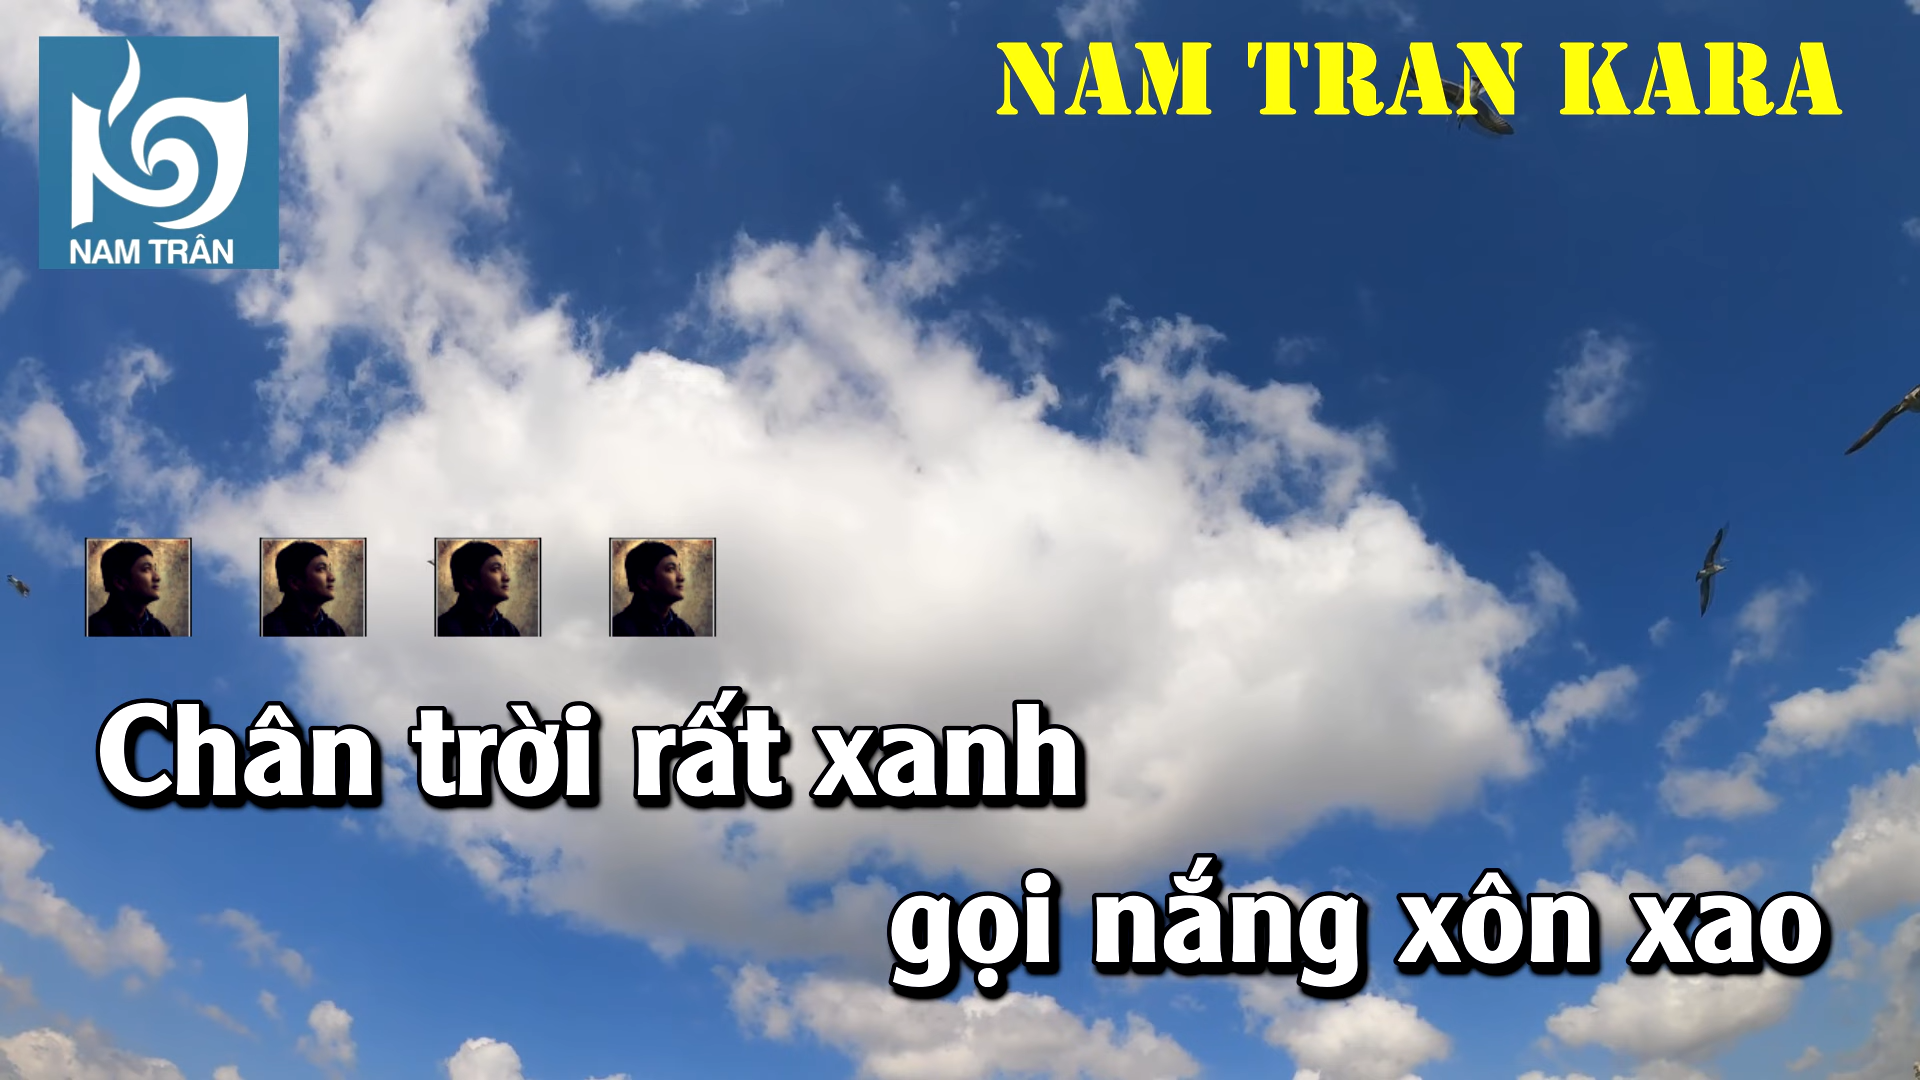 NAM TRAN KARA
NAM TRÂN
Chân trời rất xanh
gọi nắng xôn xao